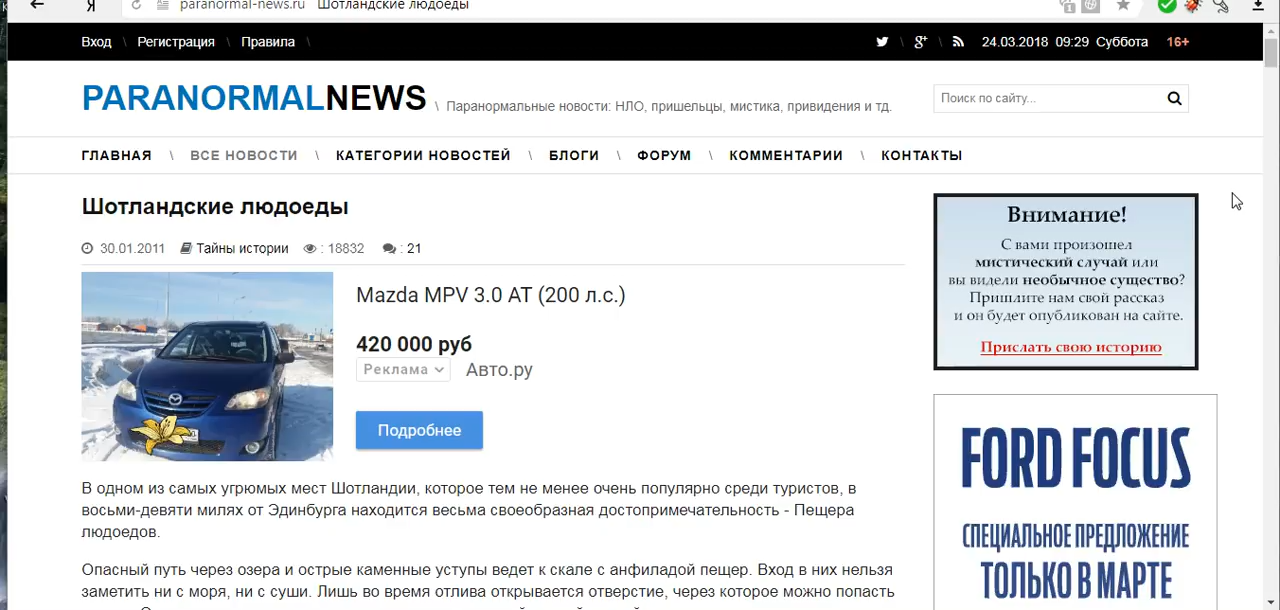 paranormal-news.ru Шотландские людоеды
Вход \ Регистрация \ Правила \
24.03.2018 09:29 Суббота 16+
PARANORMALNEWS \ Паранормальные новости: НЛО, пришельцы, мистика, привидения и тд.
Поиск по сайту...
ГЛАВНАЯ \ ВСЕ НОВОСТИ \ КАТЕГОРИИ НОВОСТЕЙ \ БЛОГИ \ ФОРУМ \ КОММЕНТАРИИ \ КОНТАКТЫ
Шотландские людоеды
30.01.2011 Тайны истории : 18832 : 21
Mazda MPV 3.0 AT (200 л.с.)
420 000 руб
Реклама Авто.ру
Подробнее
В одном из самых угрюмых мест Шотландии, которое тем не менее очень популярно среди туристов, в
восьми-девяти милях от Эдинбурга находится весьма своеобразная достопримечательность - Пещера
людоедов.
Опасный путь через озера и острые каменные уступы ведет к скале с анфиладой пещер. Вход в них нельзя
заметить ни с моря, ни с суши. Лишь во время отлива открывается отверстие, через которое можно попасть
Внимание!
С вами произошел
мистический случай или
вы видели необычное существо?
Пришлите нам свой рассказ
и он будет опубликован на сайте.
Прислать свою историю
FORD FOCUS
СПЕЦИАЛЬНОЕ ПРЕДЛОЖЕНИЕ
ТОЛЬКО В МАРТЕ